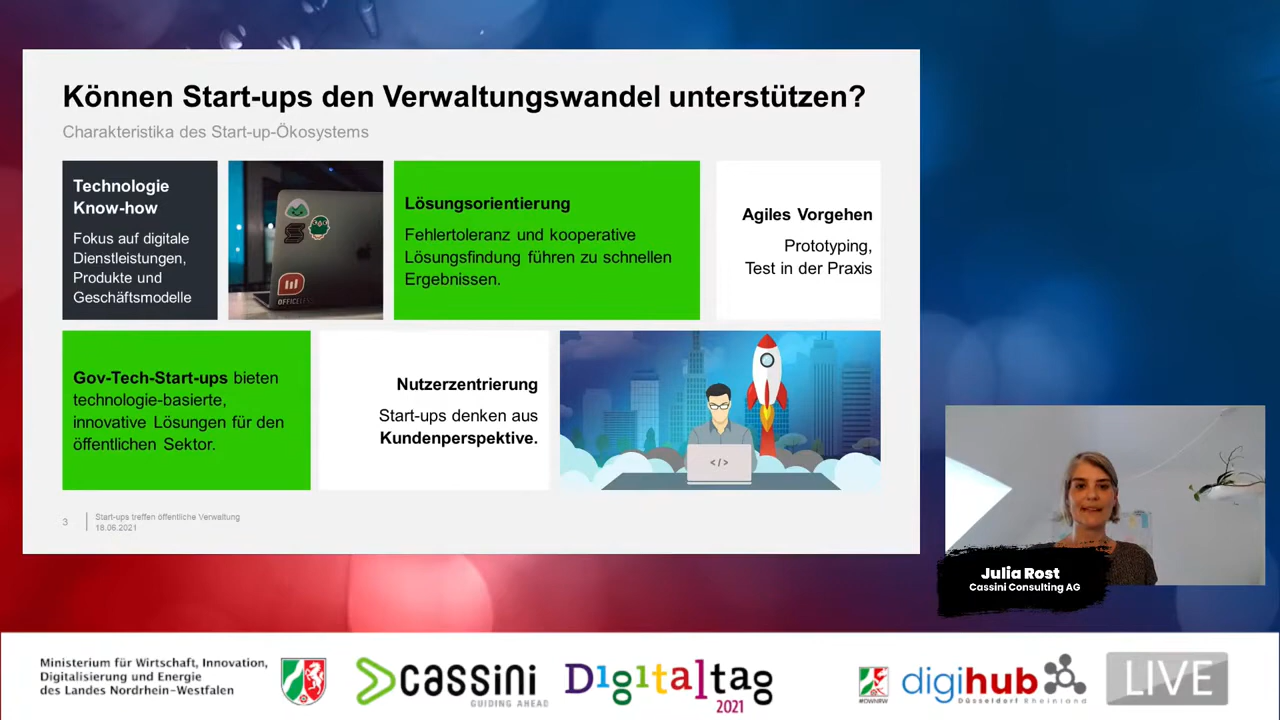 Können Start-ups den Verwaltungswandel unterstützen?
Charakteristika des Start-up-Ökosystems
Technologie
Know-how
Fokus auf digitale
Dienstleistungen,
Produkte und
Geschäftsmodelle
Lösungsorientierung
Fehlertoleranz und kooperative
Lösungsfindung führen zu schnellen
Ergebnissen.
Agiles Vorgehen
Prototyping,
Test in der Praxis
Gov-Tech-Start-ups bieten
technologie-basierte,
innovative Lösungen für den
öffentlichen Sektor.
Nutzerzentrierung
Start-ups denken aus
Kundenperspektive.
</>
3
Start-ups treffen öffentliche Verwaltung
18.06.2021
Julia Rost
Cassini Consulting AG
Ministerium für Wirtschaft, Innovation,
Digitalisierung und Energie
des Landes Nordrhein-Westfalen
CASSINI
GUIDING AHEAD
Digitaltag
2021
#DWNRW
digihub
Düsseldorf Rheinland
LIVE